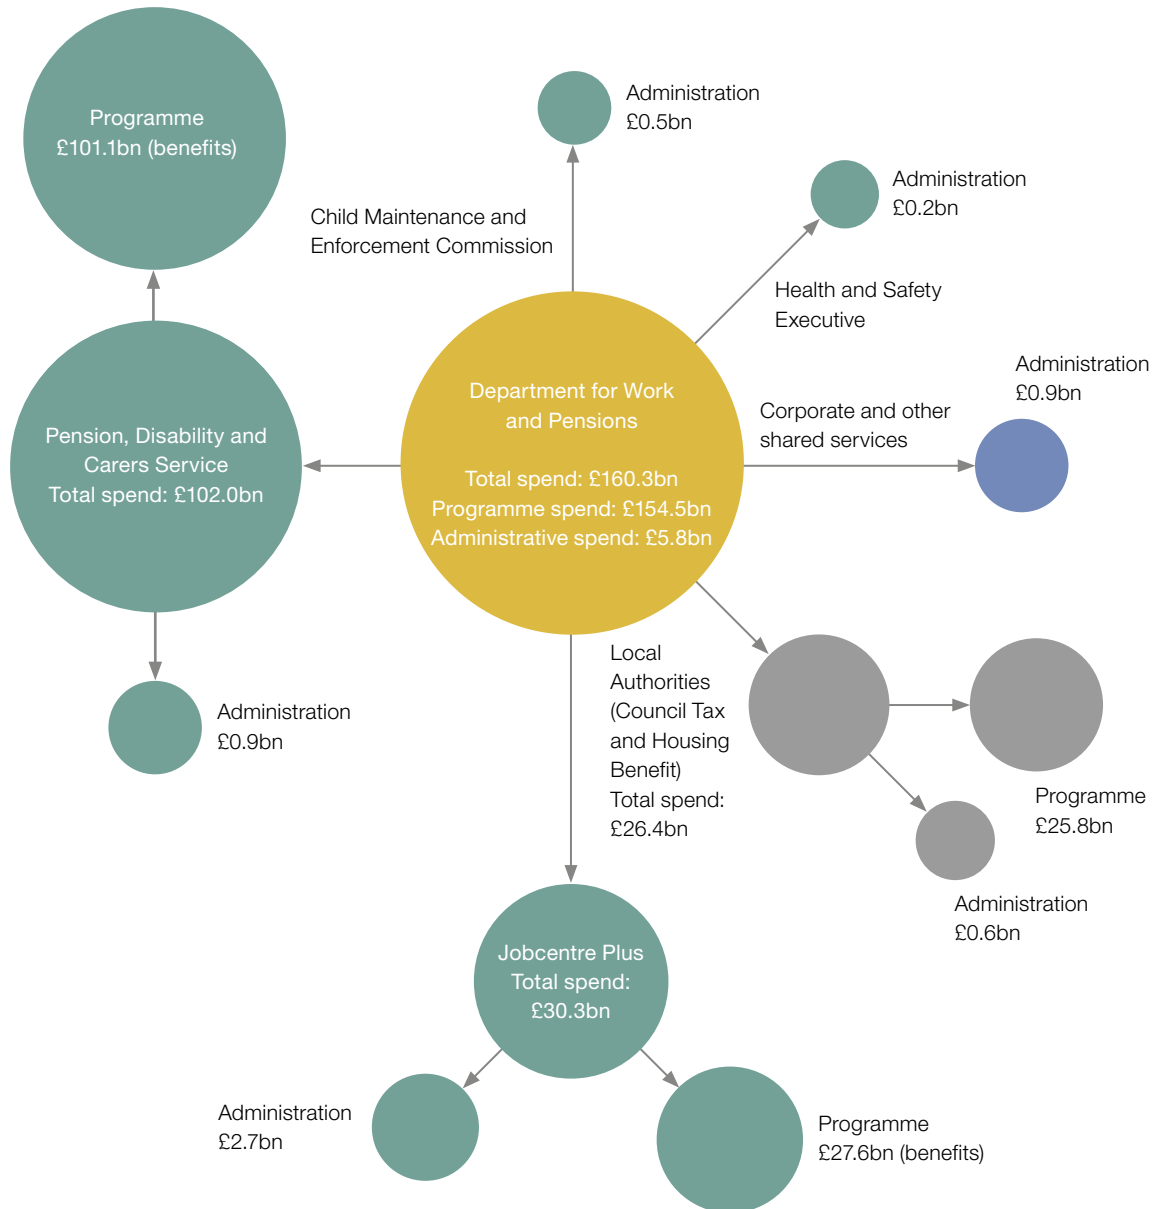 Programme
£101.1bn (benefits)
Administration
£0.5bn
Administration
£0.2bn
Child Maintenance and
Enforcement Commission
Health and Safety
Executive
Administration
£0.9bn
Department for Work
and Pensions
Total spend: £160.3bn
Programme spend: £154.5bn
Administrative spend: £5.8bn
Corporate and other
shared services
Pension, Disability and
Carers Service
Total spend: £102.0bn
Administration
£0.9bn
Local
Authorities
(Council Tax
and Housing
Benefit)
Total spend:
£26.4bn
Programme
£25.8bn
Administration
£0.6bn
Jobcentre Plus
Total spend:
£30.3bn
Administration
£2.7bn
Programme
£27.6bn (benefits)